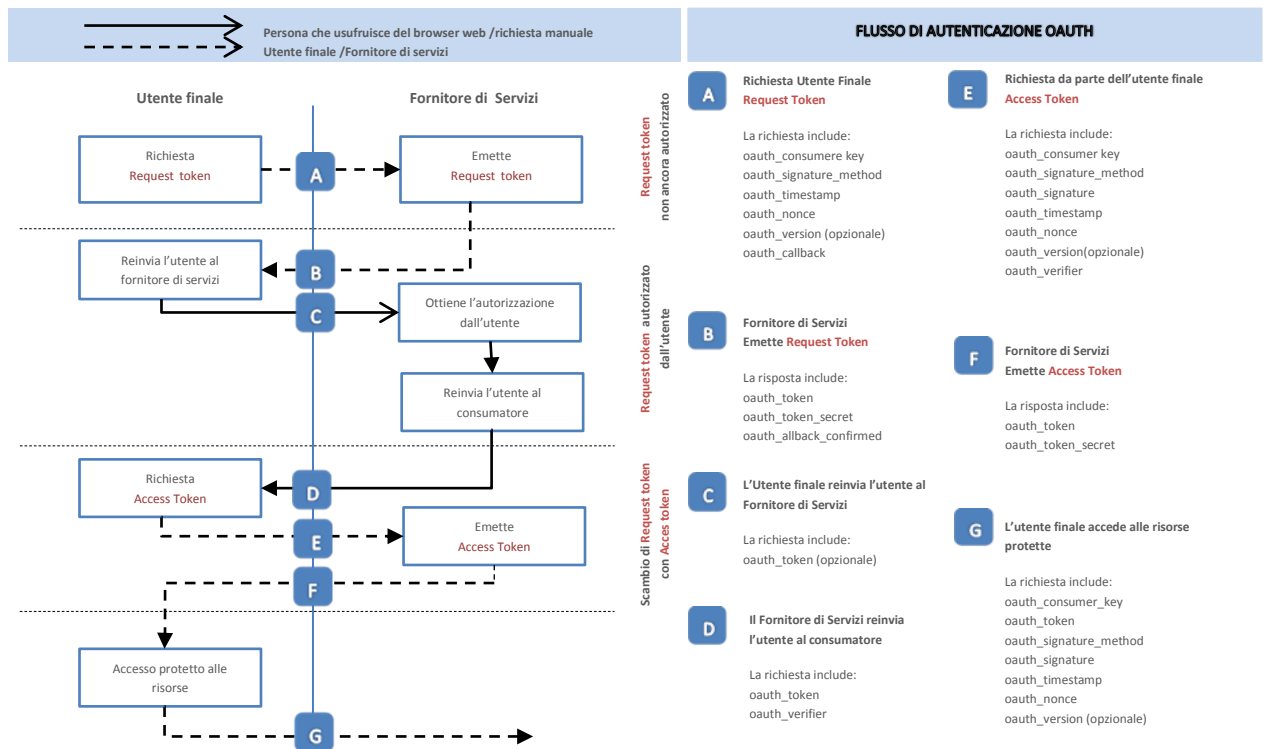 Persona che usufruisce del browser web /richiesta manuale
Utente finale /Fornitore di servizi
Utente finale
Fornitore di Servizi
Richiesta
Request token
A
Emette
Request token
Reinvia l'utente al
fornitore di servizi
B
C
Ottiene l'autorizzazione
dall'utente
Reinvia l'utente al
consumatore
Richiesta
Access Token
D
E
Emette
Access Token
F
Accesso protetto alle
risorse
G
Request token
non ancora autorizzato
Request token autorizzato
dall'utente
Scambio di Request token
con Acces token
FLUSSO DI AUTENTICAZIONE OAUTH
A
Richiesta Utente Finale
Request Token
La richiesta include:
oauth_consumere key
oauth_signature_method
oauth_timestamp
oauth_nonce
oauth_version (opzionale)
oauth_callback
B
Fornitore di Servizi
Emette Request Token
La risposta include:
oauth_token
oauth_token_secret
oauth_allback_confirmed
C
L'Utente finale reinvia l'utente al
Fornitore di Servizi
La richiesta include:
oauth_token (opzionale)
D
Il Fornitore di Servizi reinvia
l'utente al consumatore
La richiesta include:
oauth_token
oauth_verifier
E
Richiesta da parte dell'utente finale
Access Token
La richiesta include:
oauth_consumer key
oauth_signature_method
oauth_signature
oauth_timestamp
oauth_nonce
oauth_version(opzionale)
oauth_verifier
F
Fornitore di Servizi
Emette Access Token
La risposta include:
oauth_token
oauth_token_secret
G
L'utente finale accede alle risorse
protette
La richiesta include:
oauth_consumer_key
oauth_token
oauth_signature_method
oauth_signature
oauth_timestamp
oauth_nonce
oauth_version (opzionale)